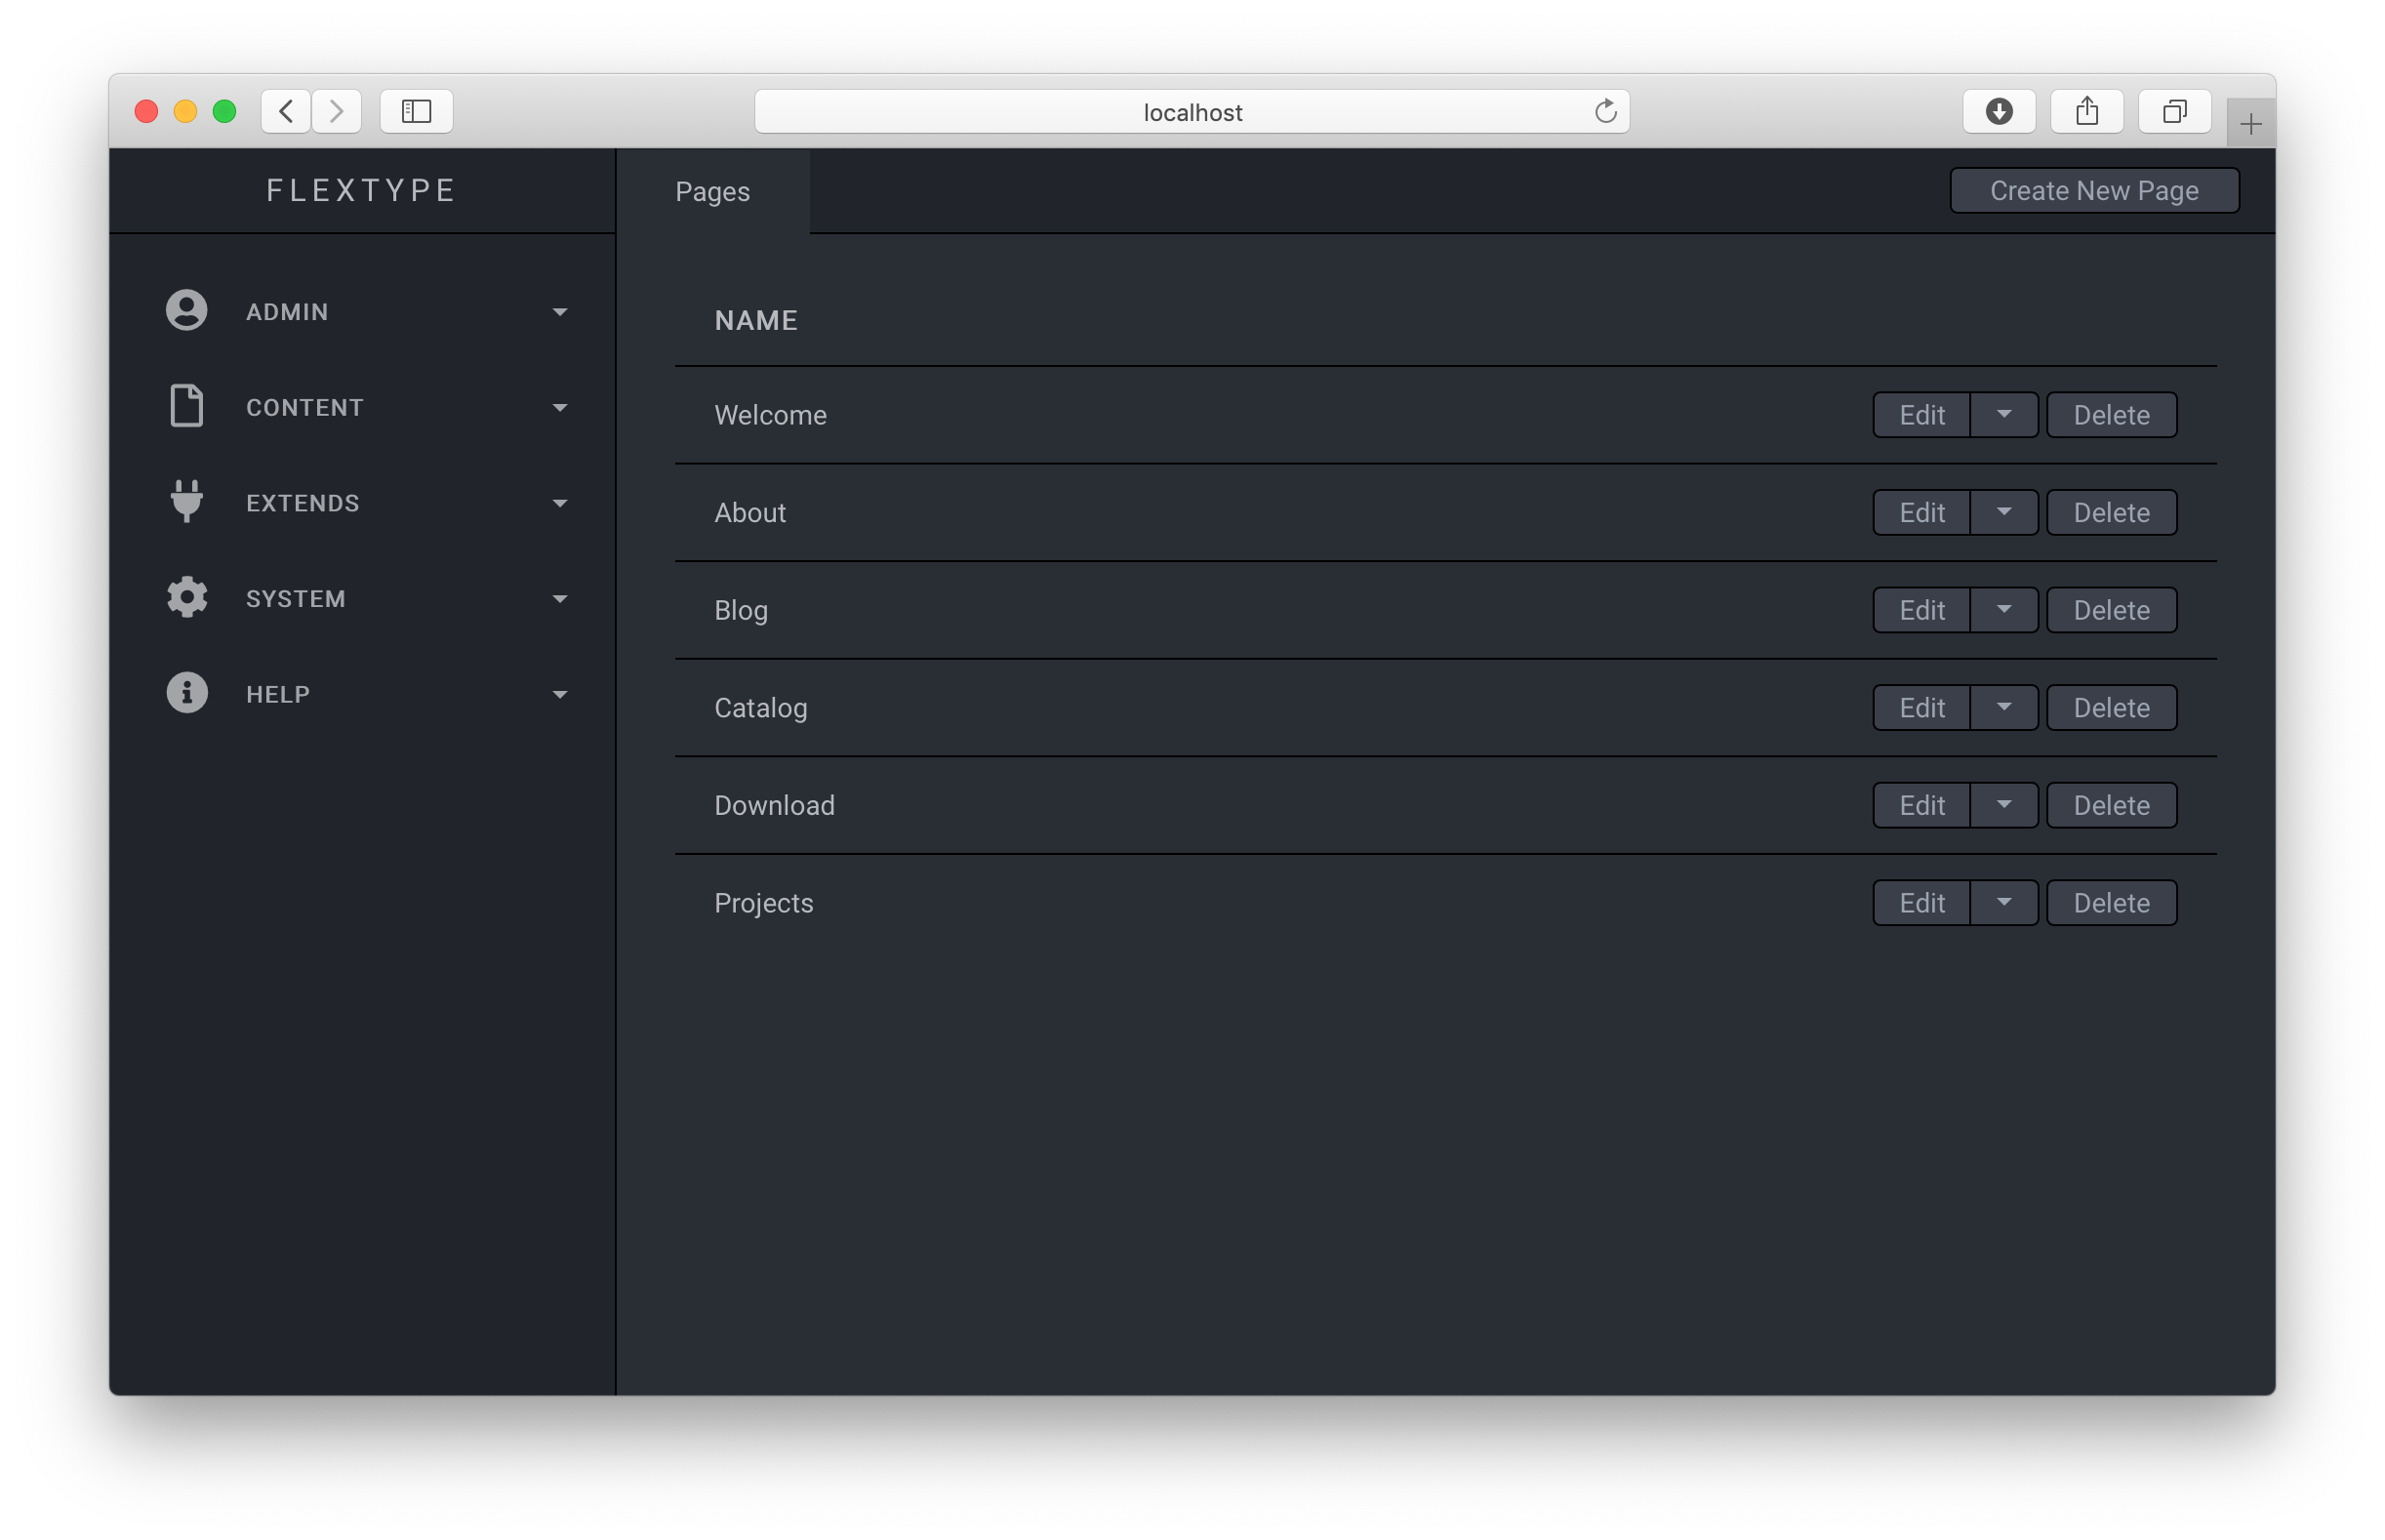 localhost
FLEXTYPE
Pages
Create New Page
ADMIN
CONTENT
EXTENDS
SYSTEM
HELP
NAME
Welcome Edit Delete
About Edit Delete
Blog Edit Delete
Catalog Edit Delete
Download Edit Delete
Projects Edit Delete